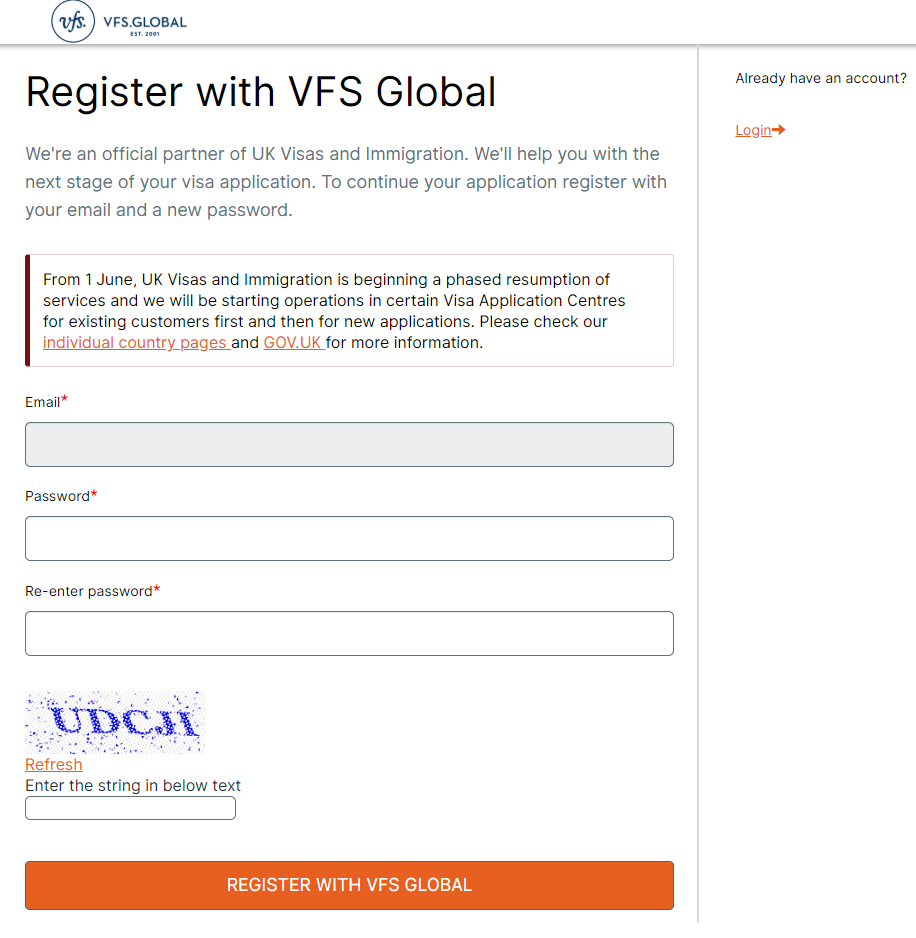 vfs.
VFS.GLOBAL
EST. 2001
Register with VFS Global
We're an official partner of UK Visas and Immigration. We'll help you with the
next stage of your visa application. To continue your application register with
your email and a new password.
From 1 June, UK Visas and Immigration is beginning a phased resumption of
services and we will be starting operations in certain Visa Application Centres
for existing customers first and then for new applications. Please check our
individual country pages and GOV.UK for more information.
Email*
Password*
Re-enter password*
Refresh
Enter the string in below text
REGISTER WITH VFS GLOBAL
Already have an account?
Login